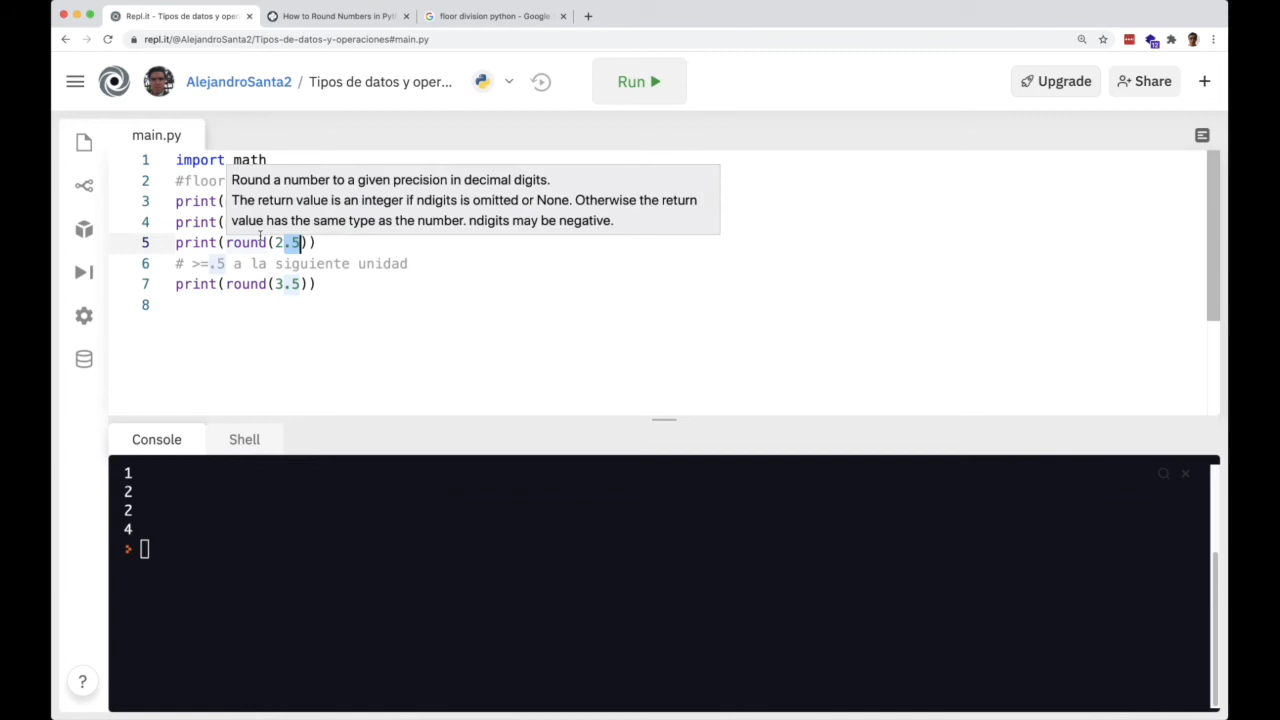 Repl.it - Tipos de datos y oper
How to Round Numbers in Pyt
floor division python - Google
repl.it/@AlejandroSanta2/Tipos-de-datos-y-operaciones#main.py
12
AlejandroSanta2 / Tipos de datos y oper...
Run
Upgrade
Share
main.py
1 import math
2 #floor
3 print(
4 print(
Round a number to a given precision in decimal digits.
The return value is an integer if ndigits is omitted or None. Otherwise the return
value has the same type as the number. ndigits may be negative.
5 print(round(2.5))
6 # >=.5 a la siguiente unidad
7 print(round(3.5))
8
Console
Shell
1
2
2
4
?